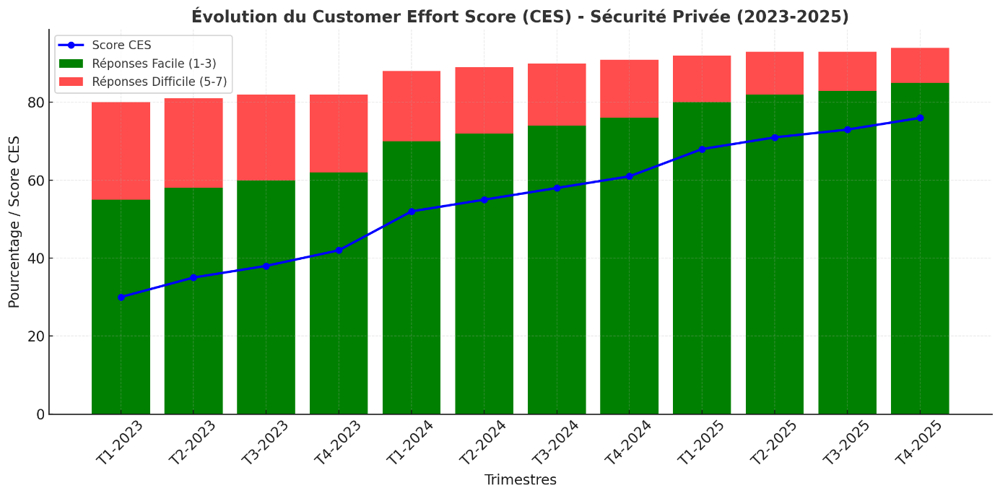 Évolution du Customer Effort Score (CES) - Sécurité Privée (2023-2025)
Score CES
Réponses Facile (1-3)
Réponses Difficile (5-7)
Pourcentage / Score CES
80
60
40
20
0
T1-2023
T2-2023
T3-2023
T4-2023
T1-2024
T2-2024
T3-2024
T4-2024
T1-2025
T2-2025
T3-2025
T4-2025
Trimestres